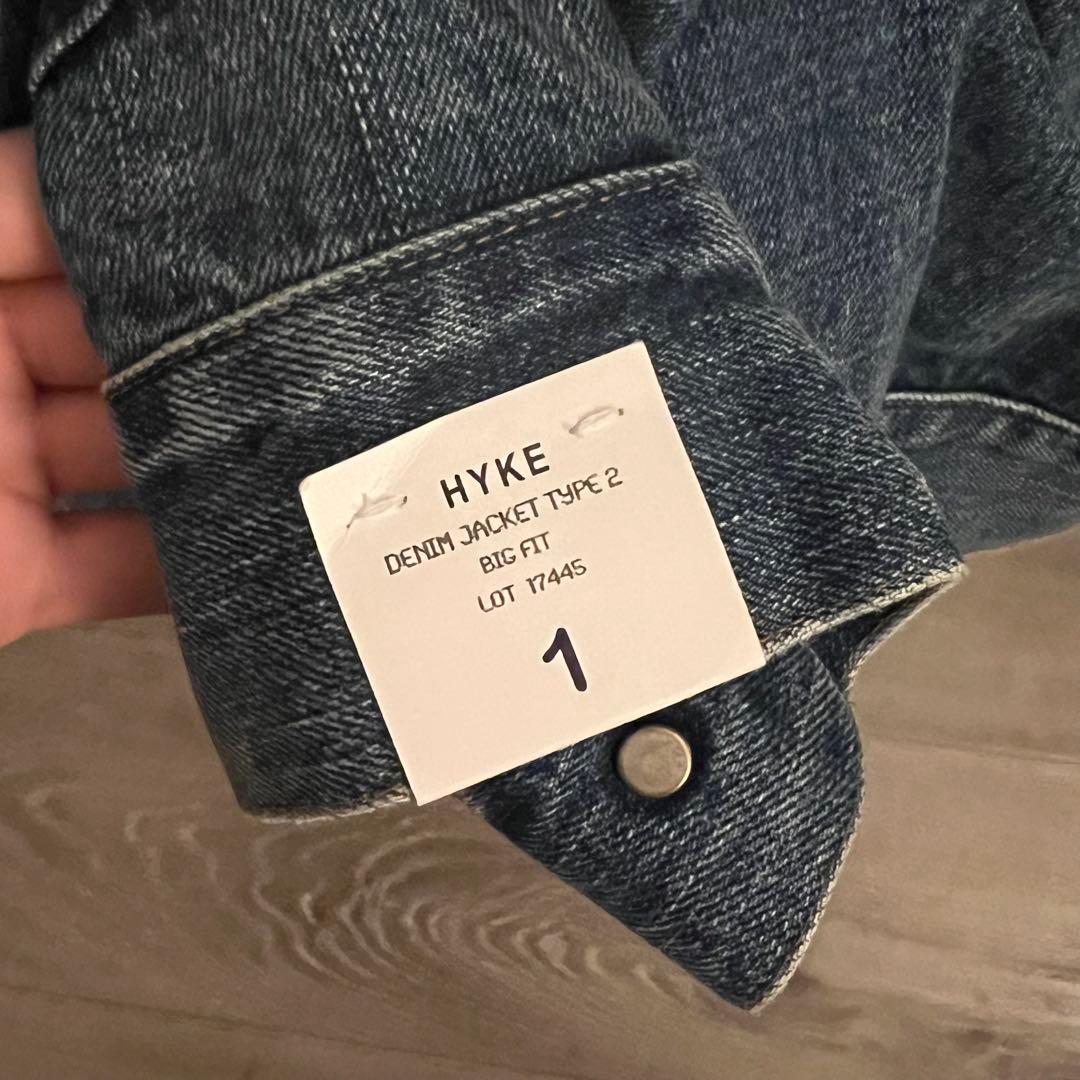 HYKE
DENIM JACKET TYPE 2
BIG FIT
LOT 17445
1